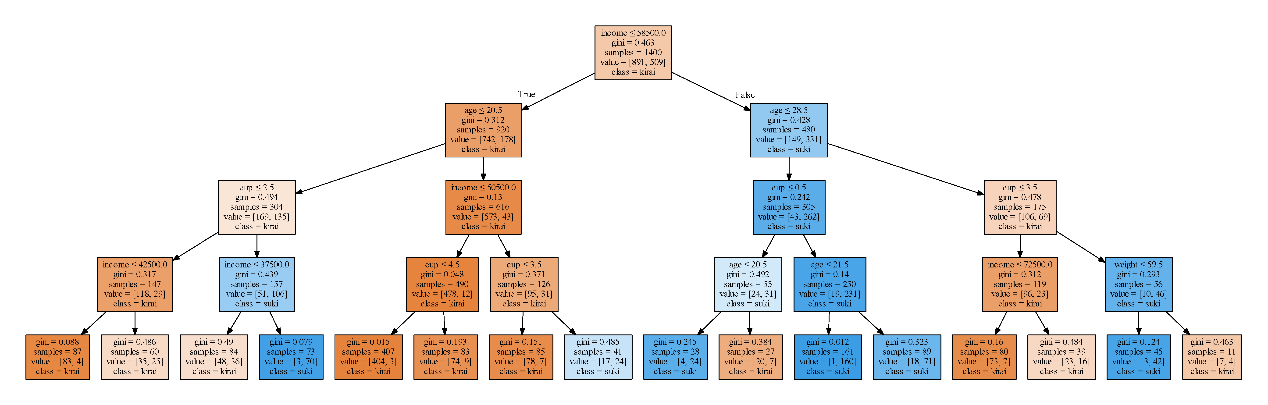 income ≤ 58500.0
gini = 0.463
samples = 1400
value = [891, 509]
class = kirai
True
False
age ≤ 20.5
gini = 0.312
samples = 920
value = [742, 178]
class = kirai
age ≤ 28.5
gini = 0.428
samples = 480
value = [149, 331]
class = suki
cup ≤ 2.5
gini = 0.494
samples = 304
value = [169, 135]
class = kirai
income ≤ 50500.0
gini = 0.13
samples = 616
value = [573, 43]
class = kirai
cup ≤ 0.5
gini = 0.242
samples = 305
value = [43, 262]
class = suki
cup ≤ 3.5
gini = 0.478
samples = 175
value = [106, 69]
class = kirai
income ≤ 42500.0
gini = 0.317
samples = 147
value = [118, 29]
class = kirai
income ≤ 37500.0
gini = 0.439
samples = 157
value = [51, 106]
class = suki
cup ≤ 4.5
gini = 0.048
samples = 490
value = [478, 12]
class = kirai
cup ≤ 3.5
gini = 0.371
samples = 126
value = [95, 31]
class = kirai
age ≤ 20.5
gini = 0.492
samples = 55
value = [24, 31]
class = suki
age ≤ 21.5
gini = 0.14
samples = 250
value = [19, 231]
class = suki
income ≤ 72500.0
gini = 0.312
samples = 119
value = [96, 23]
class = kirai
weight ≤ 59.5
gini = 0.293
samples = 56
value = [10, 46]
class = suki
gini = 0.088
samples = 87
value = [83, 4]
class = kirai
gini = 0.486
samples = 60
value = [35, 25]
class = kirai
gini = 0.49
samples = 84
value = [48, 36]
class = kirai
gini = 0.079
samples = 73
value = [3, 70]
class = suki
gini = 0.015
samples = 407
value = [404, 3]
class = kirai
gini = 0.193
samples = 83
value = [74, 9]
class = kirai
gini = 0.151
samples = 85
value = [78, 7]
class = kirai
gini = 0.485
samples = 41
value = [17, 24]
class = suki
gini = 0.245
samples = 28
value = [4, 24]
class = suki
gini = 0.384
samples = 27
value = [20, 7]
class = kirai
gini = 0.012
samples = 161
value = [1, 160]
class = suki
gini = 0.323
samples = 89
value = [18, 71]
class = suki
gini = 0.16
samples = 80
value = [73, 7]
class = kirai
gini = 0.484
samples = 39
value = [23, 16]
class = kirai
gini = 0.124
samples = 45
value = [3, 42]
class = suki
gini = 0.463
samples = 11
value = [7, 4]
class = kirai